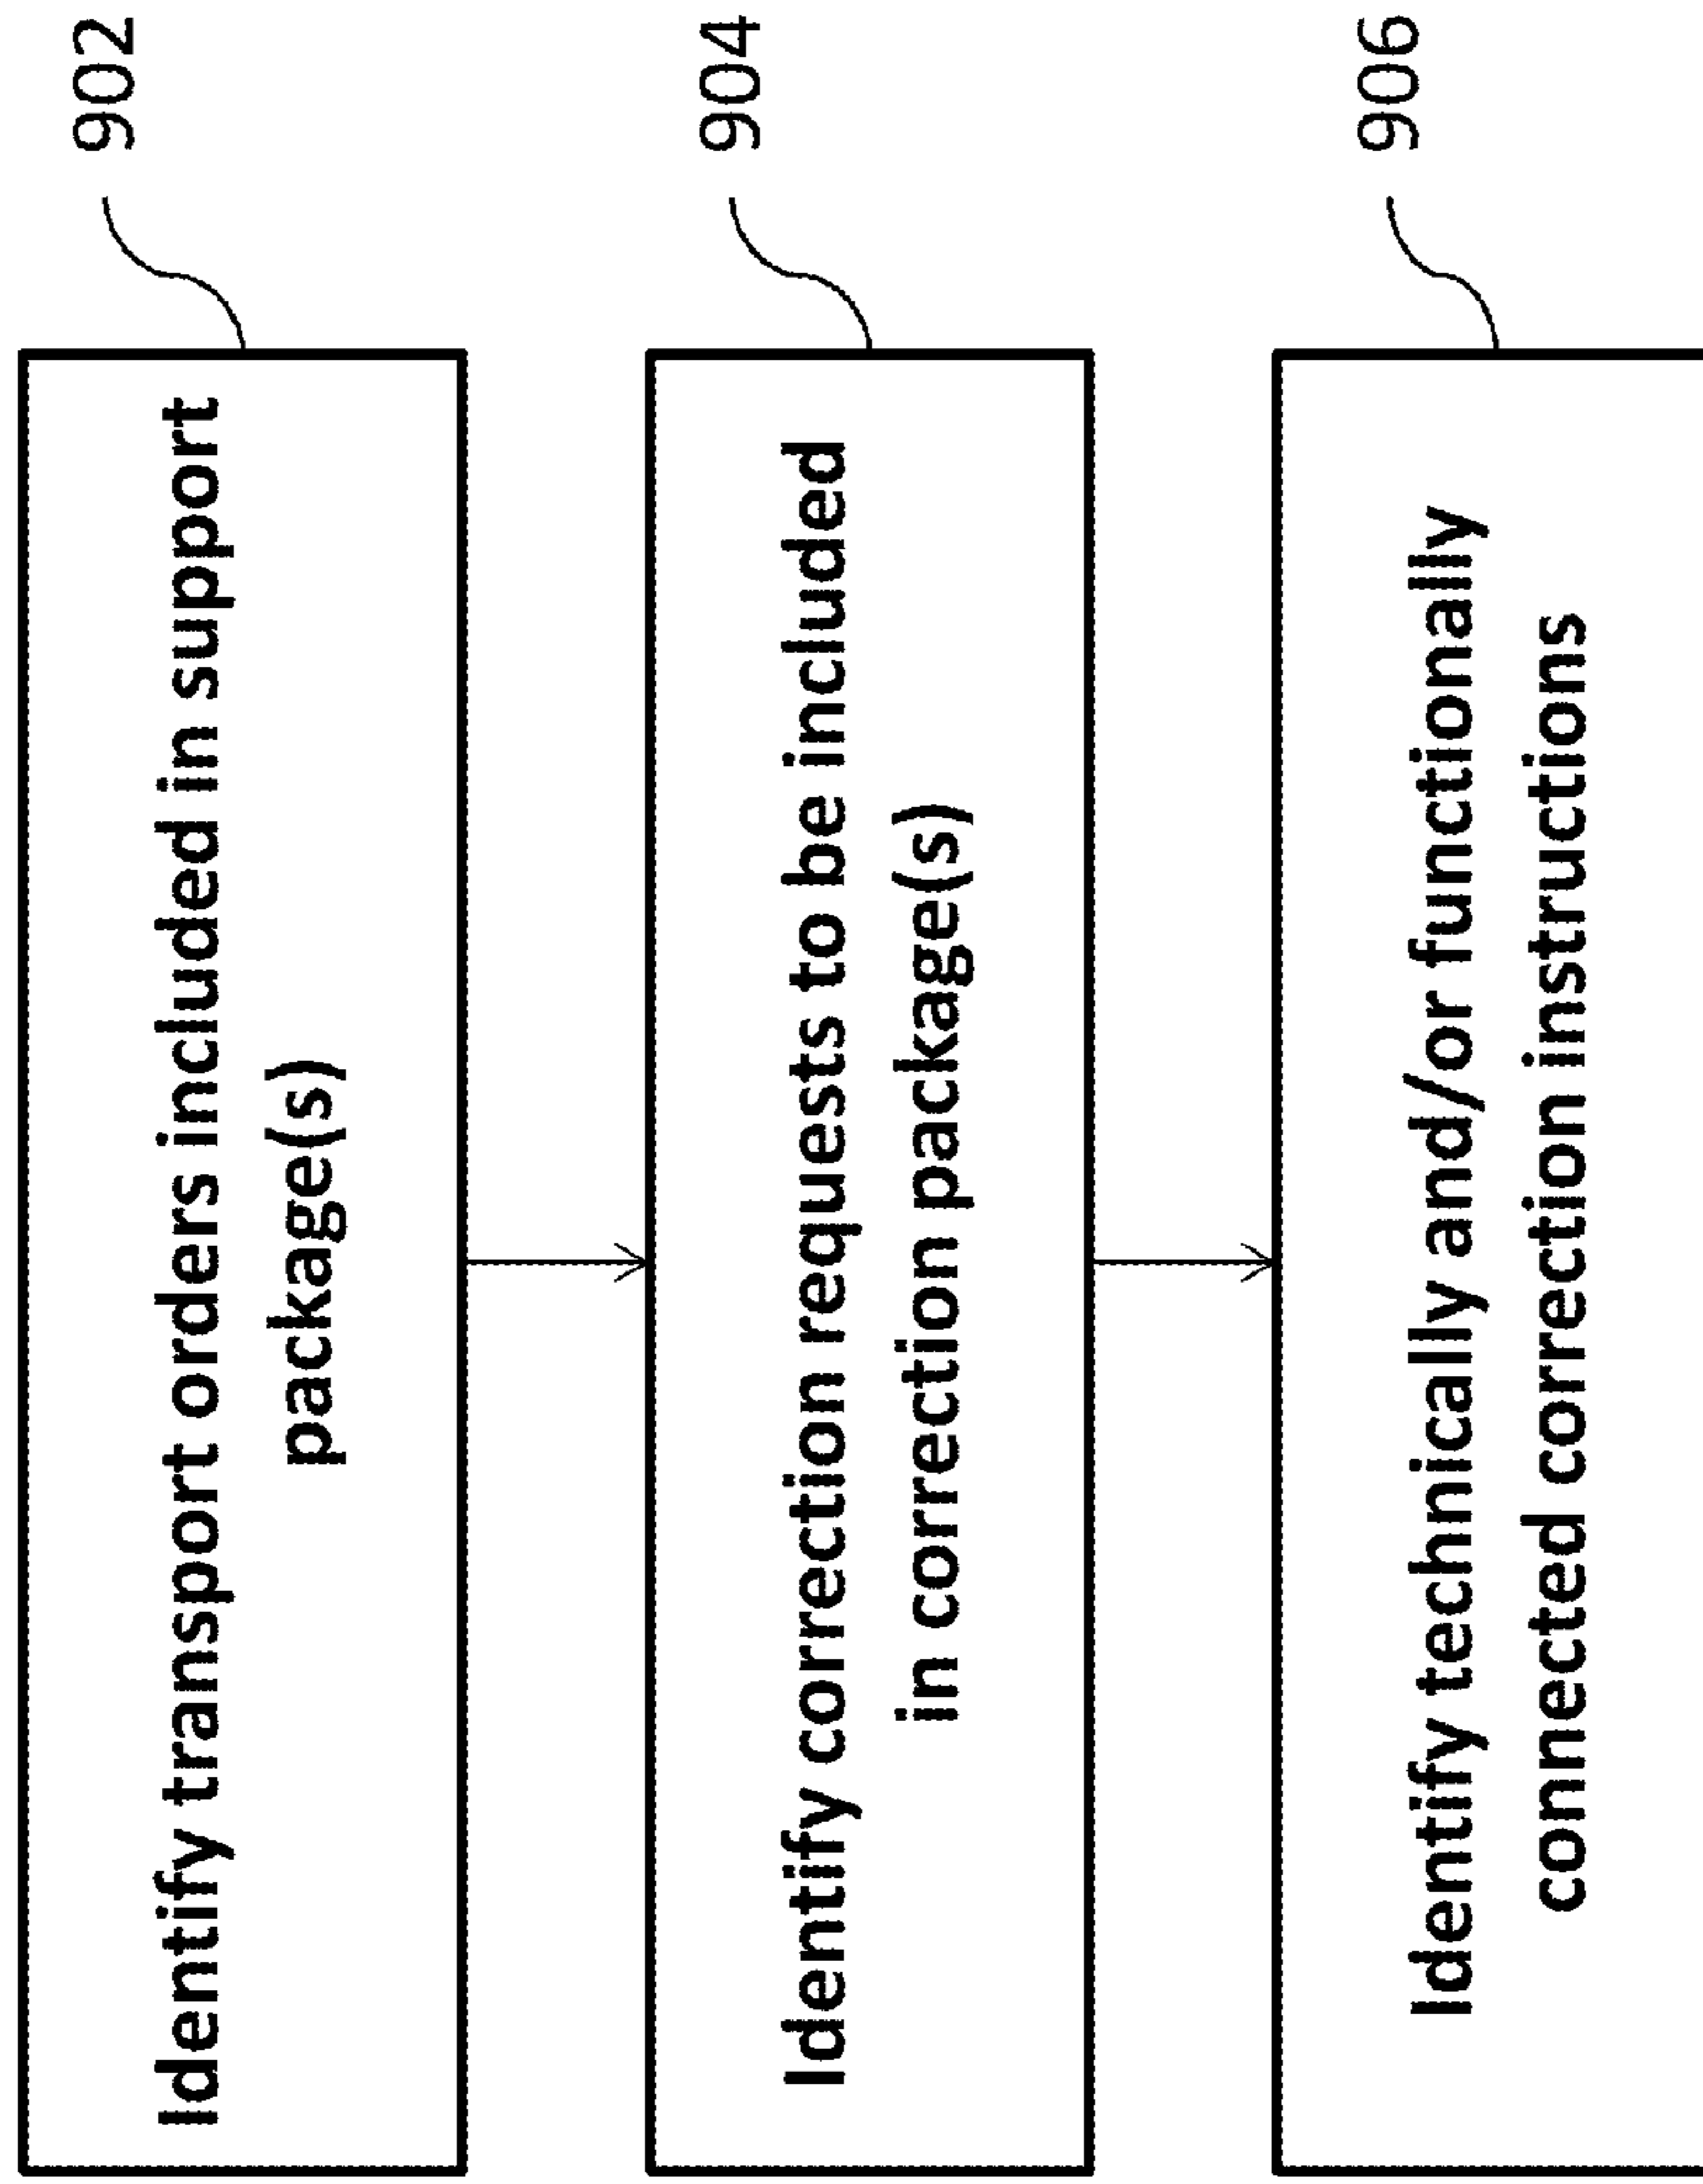 Identify transport orders included in support
package(s)
902
Identify correction requests to be included
in correction package(s)
904
Identify technically and/or functionally
connected correction instructions
906